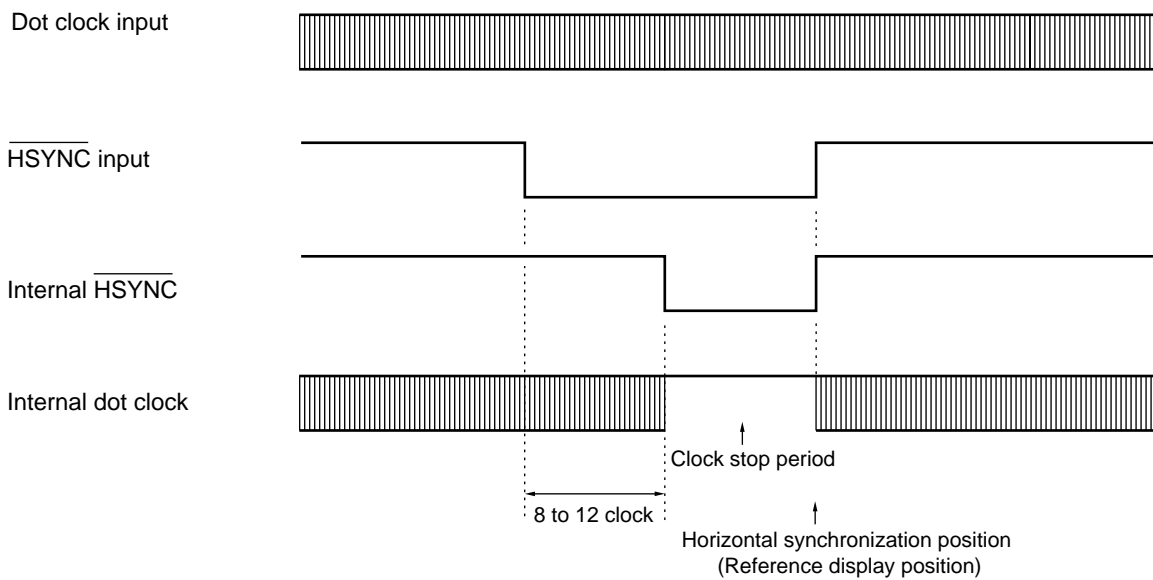 Dot clock input
HSYNC input
Internal HSYNC
Internal dot clock
Clock stop period
8 to 12 clock
Horizontal synchronization position
(Reference display position)